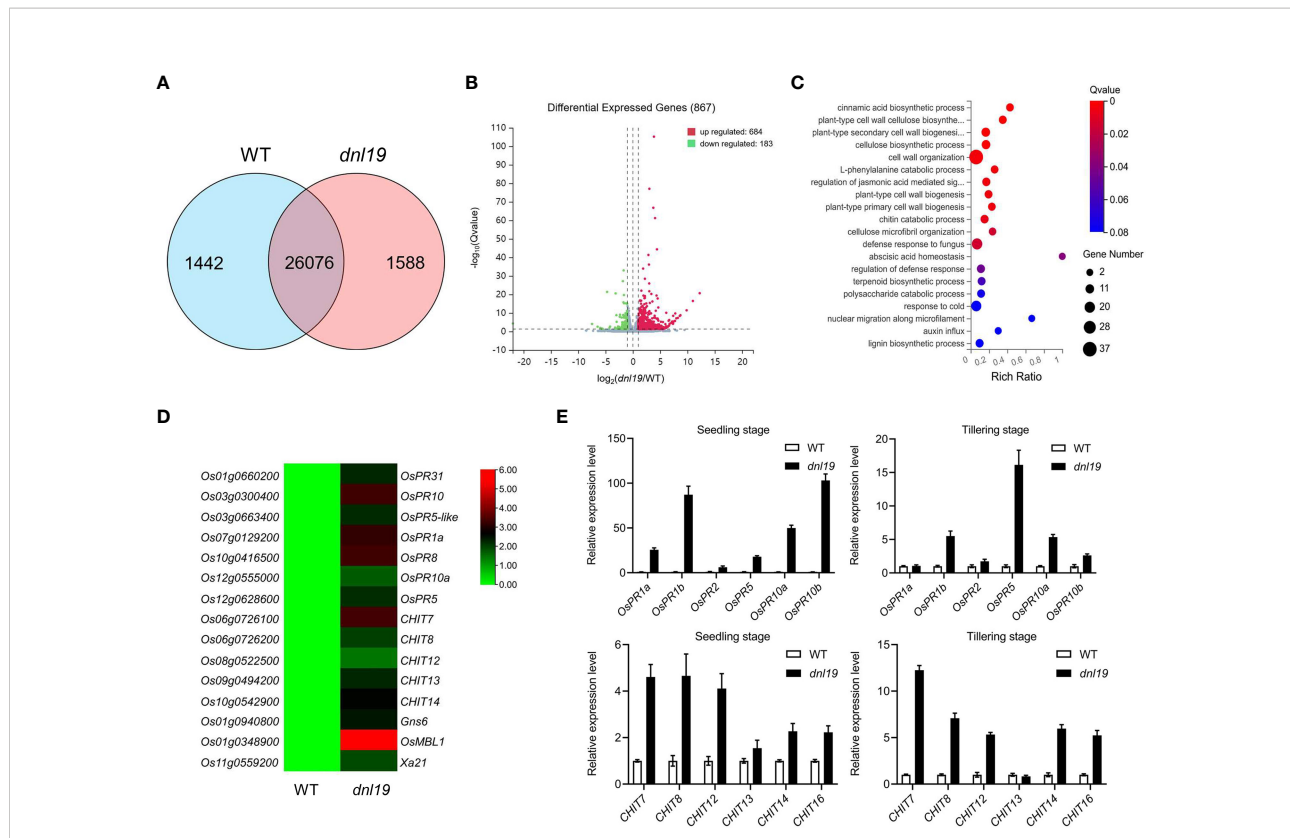 A
WT
dnl19
1442
26076
1588
B
Differential Expressed Genes (867)
up regulated: 684
down regulated: 183
-log10(Qvalue)
110
100
90
80
70
60
50
40
30
20
10
0
-10
-20
-15
-10
-5
0
5
10
15
20
log2(dnl19/WT)
C
cinnamic acid biosynthetic process
plant-type cell wall cellulose biosynthe...
plant-type secondary cell wall biogenesi...
cellulose biosynthetic process
cell wall organization
L-phenylalanine catabolic process
regulation of jasmonic acid mediated sig...
plant-type cell wall biogenesis
plant-type primary cell wall biogenesis
chitin catabolic process
cellulose microfibril organization
defense response to fungus
abscisic acid homeostasis
regulation of defense response
terpenoid biosynthetic process
polysaccharide catabolic process
response to cold
nuclear migration along microfilament
auxin influx
lignin biosynthetic process
0
0.2
0.4
0.6
0.8
1
Rich Ratio
Qvalue
0
0.02
0.04
0.06
0.08
Gene Number
2
11
20
28
37
D
Os01g0660200 OsPR31
Os03g0300400 OsPR10
Os03g0663400 OsPR5-like
Os07g0129200 OsPR1a
Os10g0416500 OsPR8
Os12g0555000 OsPR10a
Os12g0628600 OsPR5
Os06g0726100 CHIT7
Os06g0726200 CHIT8
Os08g0522500 CHIT12
Os09g0494200 CHIT13
Os10g0542900 CHIT14
Os01g0940800 Gns6
Os01g0348900 OsMBL1
Os11g0559200 Xa21
WT dnl19
6.00
5.00
4.00
3.00
2.00
1.00
0.00
E
Seedling stage
WT
dnl19
Relative expression level
150
100
50
0
OsPR1a
OsPR1b
OsPR2
OsPR5
OsPR10a
OsPR10b
Tillering stage
WT
dnl19
Relative expression level
20
15
10
5
0
OsPR1a
OsPR1b
OsPR2
OsPR5
OsPR10a
OsPR10b
Seedling stage
WT
dnl19
Relative expression level
6
4
2
0
CHIT7
CHIT8
CHIT12
CHIT13
CHIT14
CHIT16
Tillering stage
WT
dnl19
Relative expression level
15
10
5
0
CHIT7
CHIT8
CHIT12
CHIT13
CHIT14
CHIT16